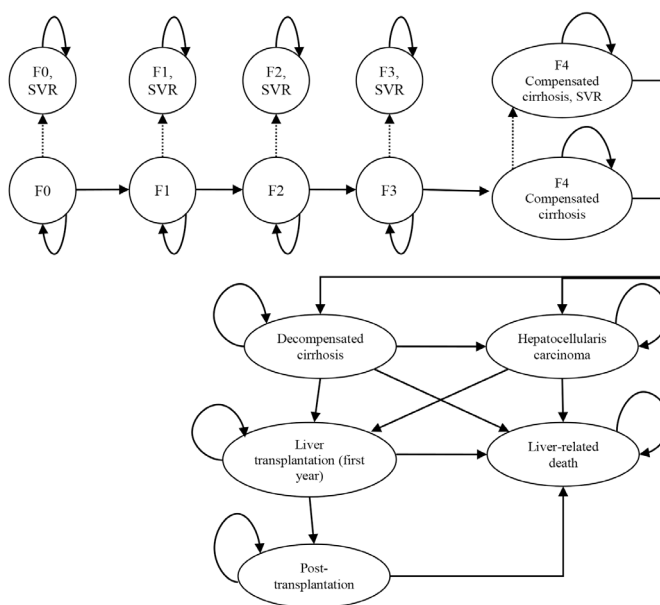 F0,
SVR
F1,
SVR
F2,
SVR
F3,
SVR
F4
Compensated
cirrhosis, SVR
F0
F1
F2
F3
F4
Compensated
cirrhosis
Decompensated
cirrhosis
Hepatocellularis
carcinoma
Liver
transplantation (first
year)
Liver-related
death
Post-
transplantation